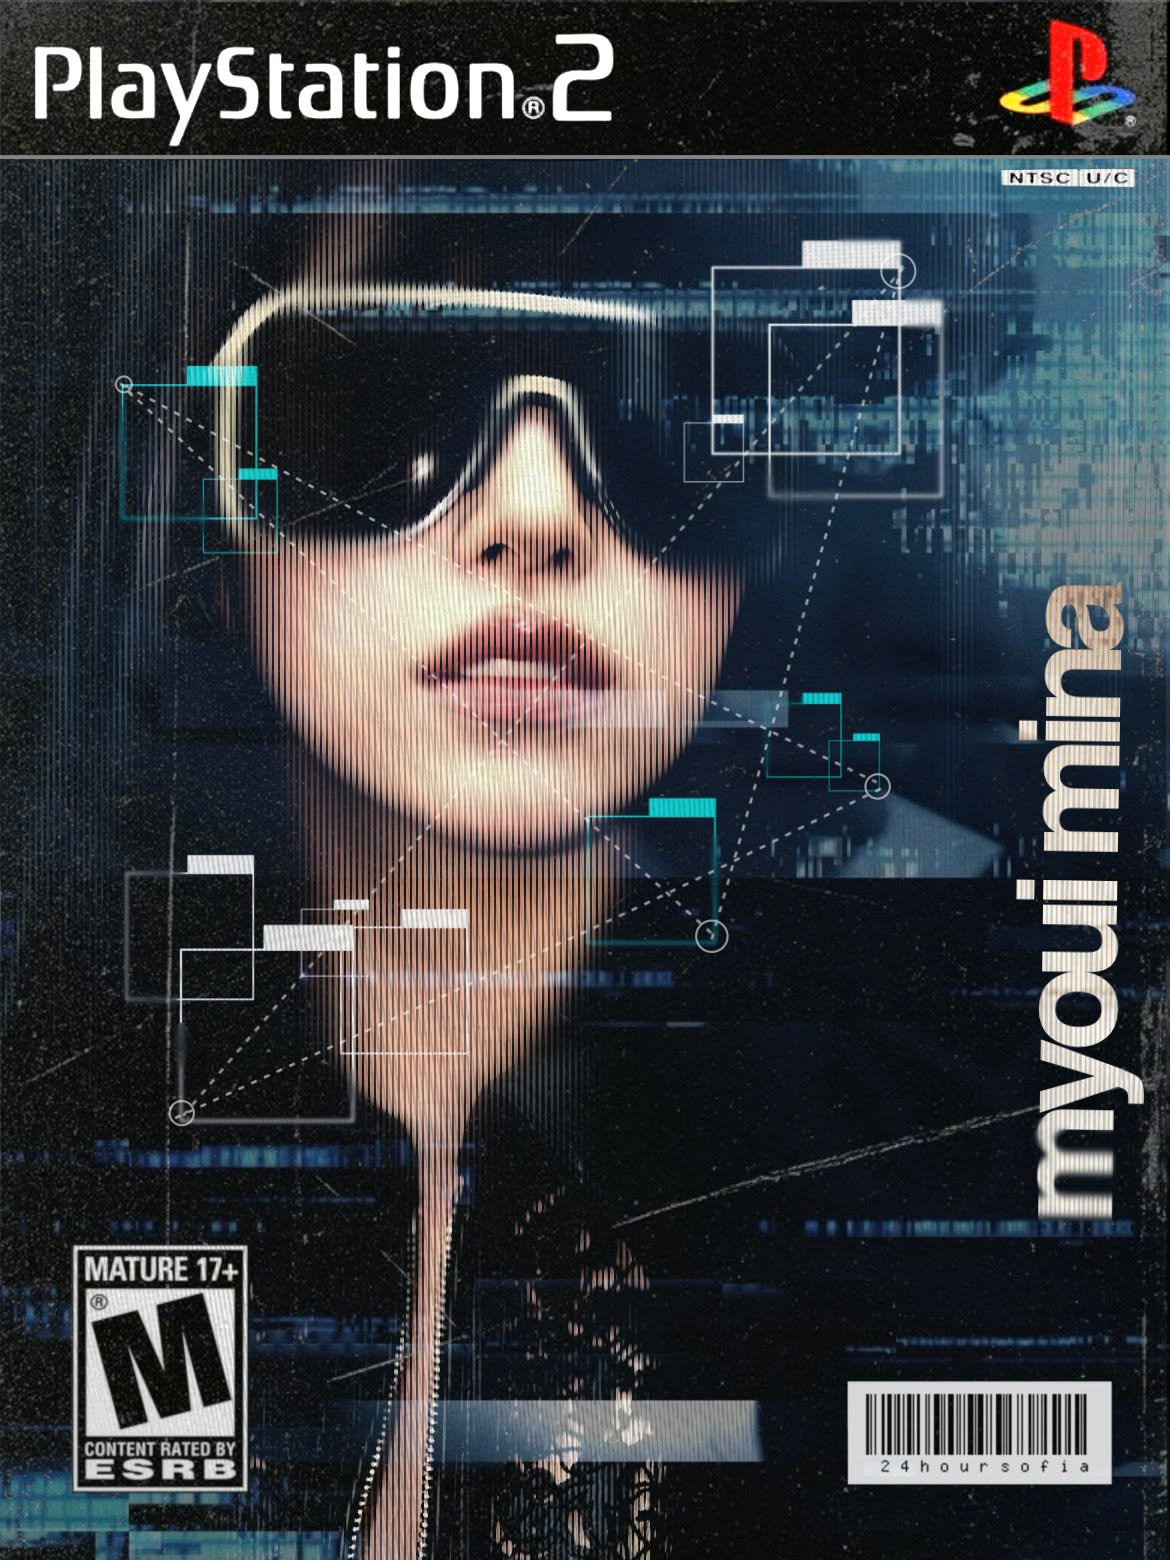 PlayStation®2
®
NTSC U/C
myoui mina
MATURE 17+
®
M
CONTENT RATED BY
ESRB
24hoursofia